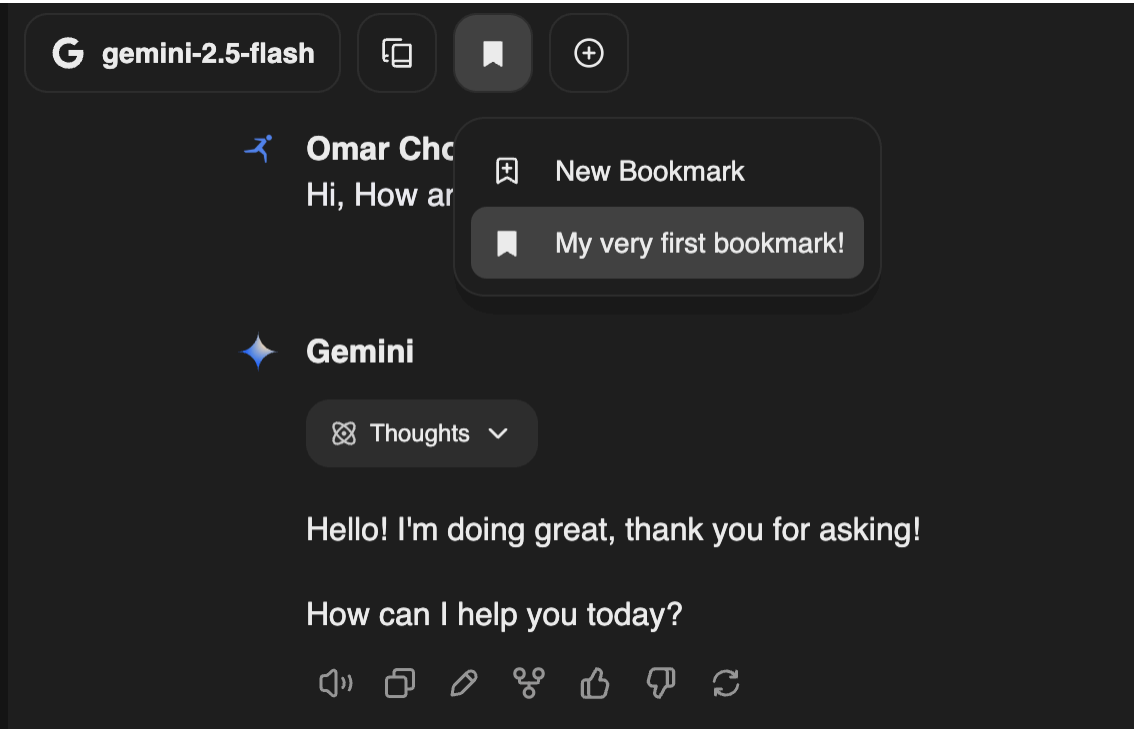 gemini-2.5-flash
Omar Cho
Hi, How ar
New Bookmark
My very first bookmark!
Gemini
Thoughts
Hello! I'm doing great, thank you for asking!
How can I help you today?